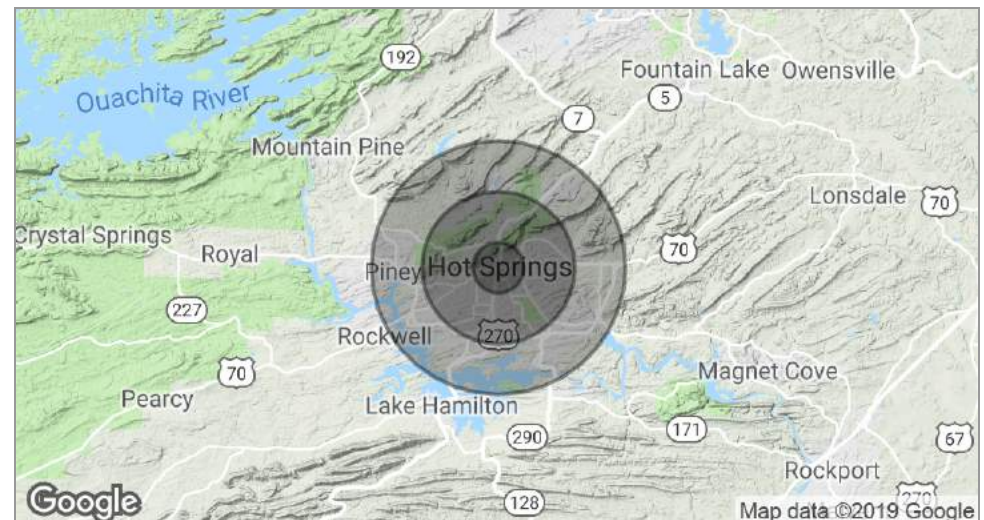 192
Fountain Lake
Owensville
Ouachita River
5
7
Mountain Pine
Lonsdale
70
Crystal Springs
Royal
70
Piney
Hot Springs
227
Rockwell
270
70
Magnet Cove
Pearcy
Lake Hamilton
171
290
67
Rockport
270
128
Google
Map data ©2019 Google